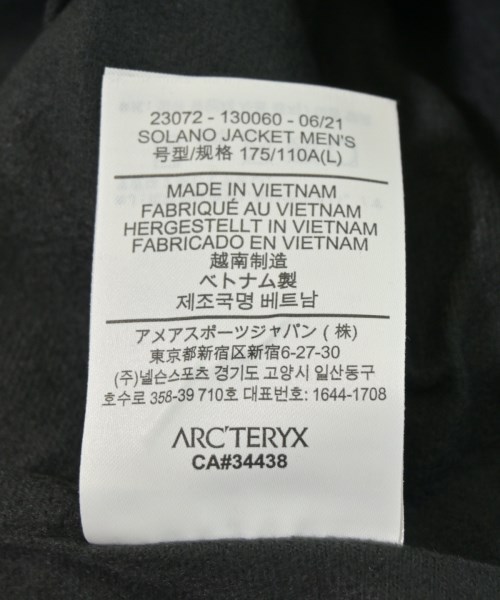 23072 - 130060 - 06/21
SOLANO JACKET MEN'S
号型/规格 175/110A(L)
MADE IN VIETNAM
FABRIQUÉ AU VIETNAM
HERGESTELLT IN VIETNAM
FABRICADO EN VIETNAM
越南制造
ベトナム製
제조국명 베트남
アメアスポーツジャパン ( 株)
東京都新宿区新宿6-27-30
(주)넬슨스포츠 경기도 고양시 일산동구
호수로 358-39 710호 대표번호: 1644-1708
ARC'TERYX
CA#34438